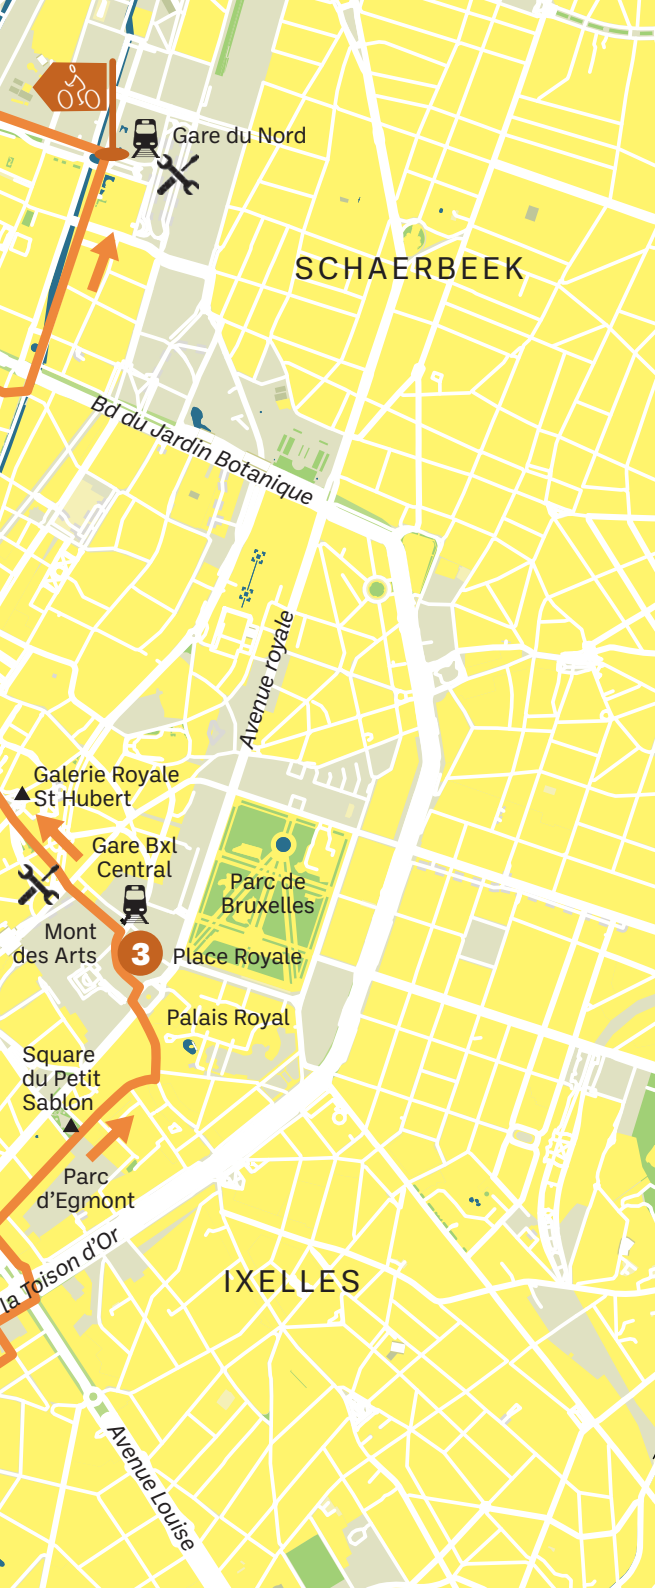 Gare du Nord
SCHAERBEEK
Bd du Jardin Botanique
Avenue royale
Galerie Royale
St Hubert
Gare Bxl
Central
Parc de
Bruxelles
Mont
des Arts
3
Place Royale
Palais Royal
Square
du Petit
Sablon
Parc
d'Egmont
la Toison d'Or
IXELLES
Avenue Louise